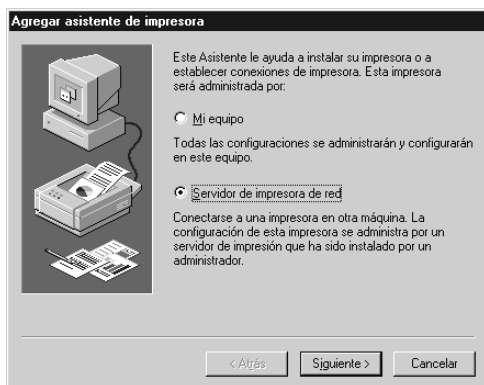 Agregar asistente de impresora
Este Asistente le ayuda a instalar su impresora o a
establecer conexiones de impresora. Esta impresora
será administrada por:
Mi equipo
Todas las configuraciones se administrarán y configurarán
en este equipo.
Servidor de impresora de red
Conectarse a una impresora en otra máquina. La
configuración de esta impresora se administra por un
servidor de impresión que ha sido instalado por un
administrador.
< Atrás Siguiente > Cancelar